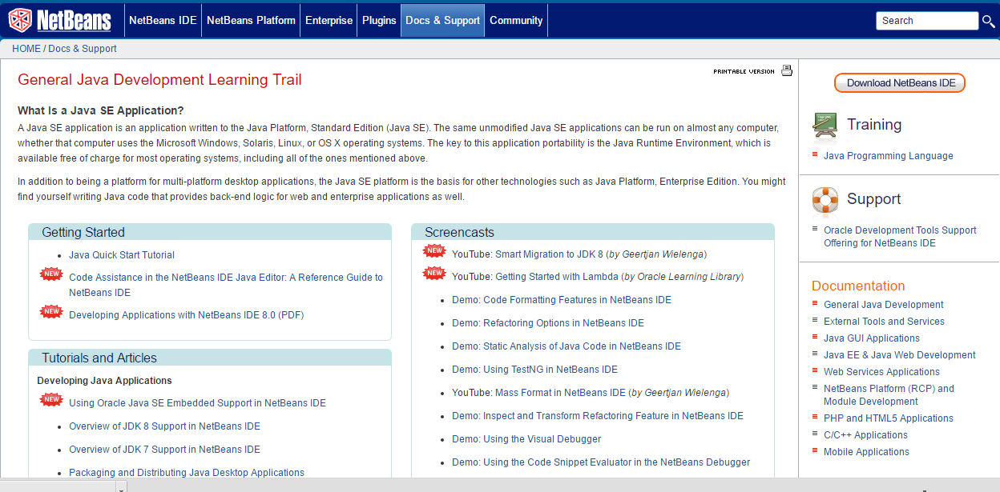 NetBeans
NetBeans IDE
NetBeans Platform
Enterprise
Plugins
Docs & Support
Community
Search
HOME / Docs & Support
General Java Development Learning Trail
PRINTABLE VERSION
What Is a Java SE Application?
A Java SE application is an application written to the Java Platform, Standard Edition (Java SE). The same unmodified Java SE applications can be run on almost any computer,
whether that computer uses the Microsoft Windows, Solaris, Linux, or OS X operating systems. The key to this application portability is the Java Runtime Environment, which is
available free of charge for most operating systems, including all of the ones mentioned above.
In addition to being a platform for multi-platform desktop applications, the Java SE platform is the basis for other technologies such as Java Platform, Enterprise Edition. You might
find yourself writing Java code that provides back-end logic for web and enterprise applications as well.
Getting Started
Java Quick Start Tutorial
NEW Code Assistance in the NetBeans IDE Java Editor: A Reference Guide to
NetBeans IDE
NEW Developing Applications with NetBeans IDE 8.0 (PDF)
Tutorials and Articles
Developing Java Applications
NEW Using Oracle Java SE Embedded Support in NetBeans IDE
Overview of JDK 8 Support in NetBeans IDE
Overview of JDK 7 Support in NetBeans IDE
Packaging and Distributing Java Desktop Applications
Screencasts
NEW YouTube: Smart Migration to JDK 8 (by Geertjan Wielenga)
NEW YouTube: Getting Started with Lambda (by Oracle Learning Library)
Demo: Code Formatting Features in NetBeans IDE
Demo: Refactoring Options in NetBeans IDE
Demo: Static Analysis of Java Code in NetBeans IDE
Demo: Using TestNG in NetBeans IDE
YouTube: Mass Format in NetBeans IDE (by Geertjan Wielenga)
Demo: Inspect and Transform Refactoring Feature in NetBeans IDE
Demo: Using the Visual Debugger
Demo: Using the Code Snippet Evaluator in the NetBeans Debugger
Download NetBeans IDE
Training
Java Programming Language
Support
Oracle Development Tools Support
Offering for NetBeans IDE
Documentation
General Java Development
External Tools and Services
Java GUI Applications
Java EE & Java Web Development
Web Services Applications
NetBeans Platform (RCP) and
Module Development
PHP and HTML5 Applications
C/C++ Applications
Mobile Applications